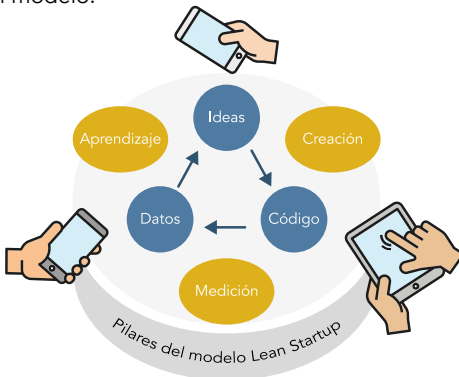 l modelo.
Ideas
Aprendizaje
Creación
Datos
Código
Medición
Pilares del modelo Lean Startup